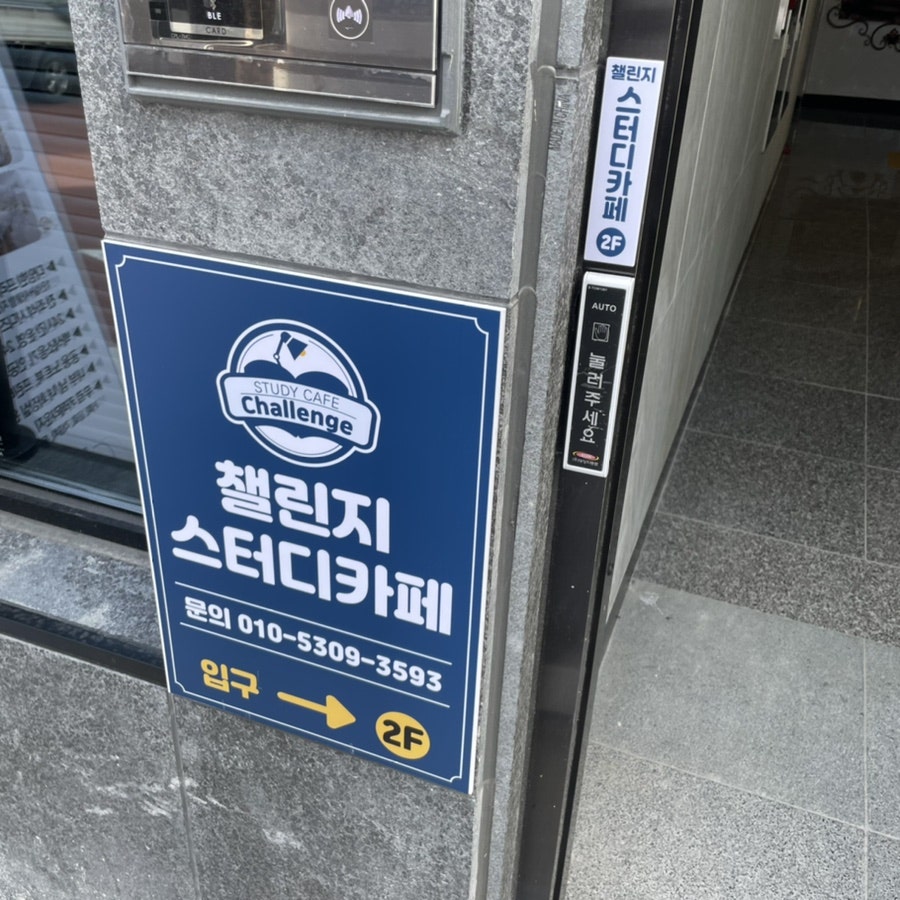 BLE
CARD
챌린지
스터디카페
2F
AUTO
눌러주세요
STUDY CAFE
Challenge
챌린지
스터디카페
문의 010-5309-3593
입구 → 2F